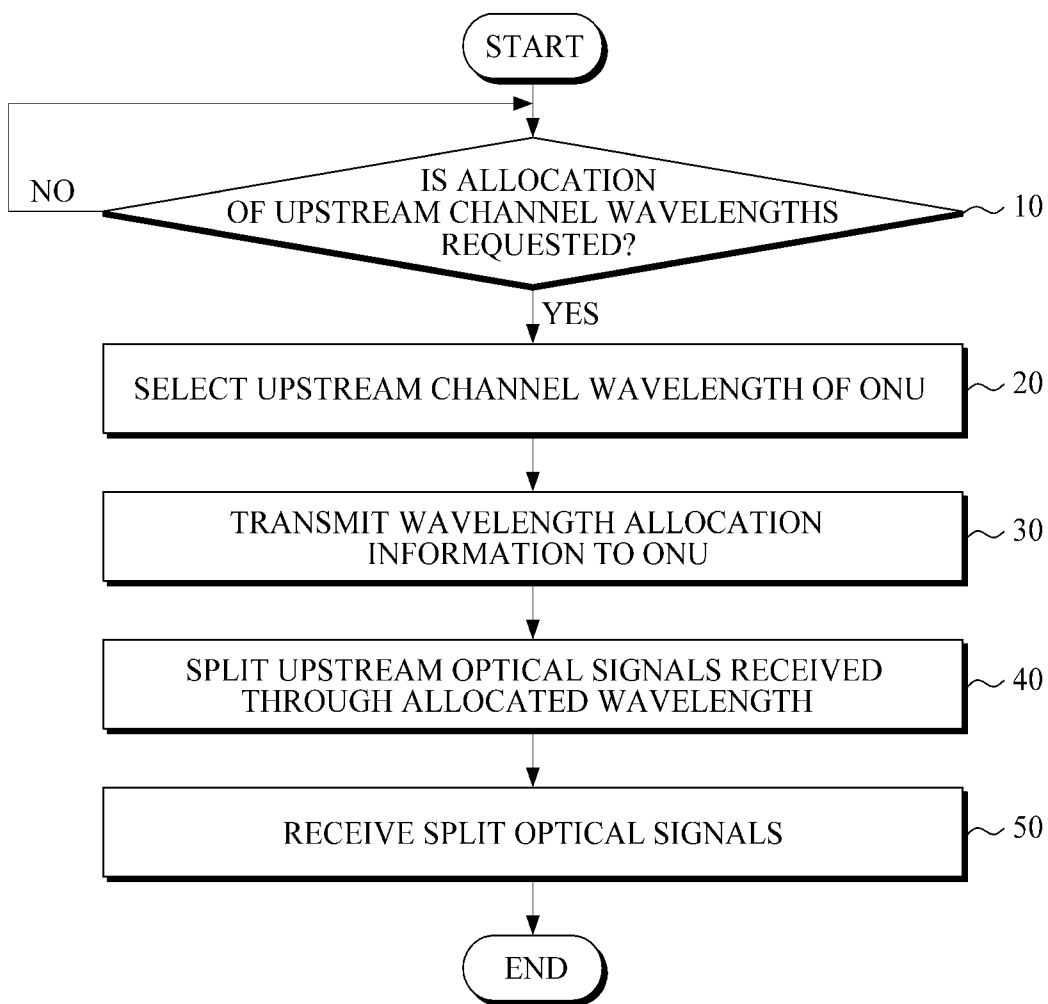 START
NO
IS ALLOCATION
OF UPSTREAM CHANNEL WAVELENGTHS
REQUESTED?
10
YES
SELECT UPSTREAM CHANNEL WAVELENGTH OF ONU
20
TRANSMIT WAVELENGTH ALLOCATION
INFORMATION TO ONU
30
SPLIT UPSTREAM OPTICAL SIGNALS RECEIVED
THROUGH ALLOCATED WAVELENGTH
40
RECEIVE SPLIT OPTICAL SIGNALS
50
END